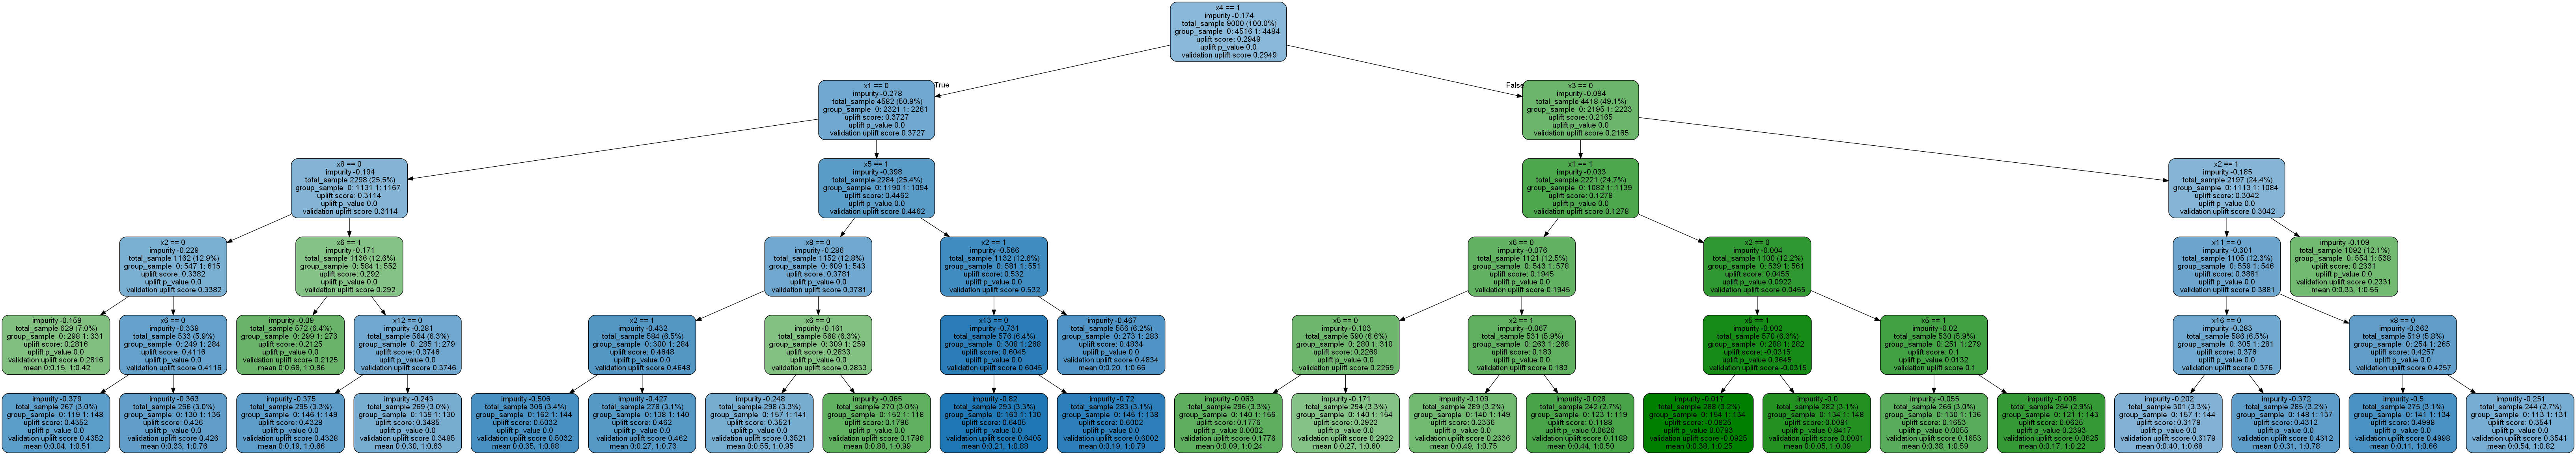 x4 == 1
impurity -0.174
total_sample 9000 (100.0%)
group_sample 0: 4516 1: 4484
uplift score: 0.2949
uplift p_value 0.0
validation uplift score 0.2949
True
False
x1 == 0
impurity -0.278
total_sample 4582 (50.9%)
group_sample 0: 2321 1: 2261
uplift score: 0.3727
uplift p_value 0.0
validation uplift score 0.3727
x3 == 0
impurity -0.094
total_sample 4418 (49.1%)
group_sample 0: 2195 1: 2223
uplift score: 0.2165
uplift p_value 0.0
validation uplift score 0.2165
x8 == 0
impurity -0.194
total_sample 2298 (25.5%)
group_sample 0: 1131 1: 1167
uplift score: 0.3114
uplift p_value 0.0
validation uplift score 0.3114
x5 == 1
impurity -0.398
total_sample 2284 (25.4%)
group_sample 0: 1190 1: 1094
uplift score: 0.4462
uplift p_value 0.0
validation uplift score 0.4462
x1 == 1
impurity -0.033
total_sample 2221 (24.7%)
group_sample 0: 1082 1: 1139
uplift score: 0.1278
uplift p_value 0.0
validation uplift score 0.1278
x2 == 1
impurity -0.185
total_sample 2197 (24.4%)
group_sample 0: 1113 1: 1084
uplift score: 0.3042
uplift p_value 0.0
validation uplift score 0.3042
x2 == 0
impurity -0.229
total_sample 1162 (12.9%)
group_sample 0: 547 1: 615
uplift score: 0.3382
uplift p_value 0.0
validation uplift score 0.3382
x6 == 1
impurity -0.171
total_sample 1136 (12.6%)
group_sample 0: 584 1: 552
uplift score: 0.292
uplift p_value 0.0
validation uplift score 0.292
x8 == 0
impurity -0.286
total_sample 1152 (12.8%)
group_sample 0: 609 1: 543
uplift score: 0.3781
uplift p_value 0.0
validation uplift score 0.3781
x2 == 1
impurity -0.566
total_sample 1132 (12.6%)
group_sample 0: 581 1: 551
uplift score: 0.532
uplift p_value 0.0
validation uplift score 0.532
x6 == 0
impurity -0.076
total_sample 1121 (12.5%)
group_sample 0: 543 1: 578
uplift score: 0.1945
uplift p_value 0.0
validation uplift score 0.1945
x2 == 0
impurity -0.004
total_sample 1100 (12.2%)
group_sample 0: 539 1: 561
uplift score: 0.0455
uplift p_value 0.0922
validation uplift score 0.0455
x11 == 0
impurity -0.301
total_sample 1105 (12.3%)
group_sample 0: 559 1: 546
uplift score: 0.3881
uplift p_value 0.0
validation uplift score 0.3881
impurity -0.109
total_sample 1092 (12.1%)
group_sample 0: 554 1: 538
uplift score: 0.2331
uplift p_value 0.0
validation uplift score 0.2331
mean 0:0.33, 1:0.55
impurity -0.159
total_sample 629 (7.0%)
group_sample 0: 298 1: 331
uplift score: 0.2816
uplift p_value 0.0
validation uplift score 0.2816
mean 0:0.15, 1:0.42
x6 == 0
impurity -0.339
total_sample 533 (5.9%)
group_sample 0: 249 1: 284
uplift score: 0.4116
uplift p_value 0.0
validation uplift score 0.4116
impurity -0.09
total_sample 572 (6.4%)
group_sample 0: 299 1: 273
uplift score: 0.2125
uplift p_value 0.0
validation uplift score 0.2125
mean 0:0.68, 1:0.86
x12 == 0
impurity -0.281
total_sample 564 (6.3%)
group_sample 0: 285 1: 279
uplift score: 0.3746
uplift p_value 0.0
validation uplift score 0.3746
x2 == 1
impurity -0.432
total_sample 584 (6.5%)
group_sample 0: 300 1: 284
uplift score: 0.4648
uplift p_value 0.0
validation uplift score 0.4648
x6 == 0
impurity -0.161
total_sample 568 (6.3%)
group_sample 0: 309 1: 259
uplift score: 0.2833
uplift p_value 0.0
validation uplift score 0.2833
x13 == 0
impurity -0.731
total_sample 576 (6.4%)
group_sample 0: 308 1: 268
uplift score: 0.6045
uplift p_value 0.0
validation uplift score 0.6045
impurity -0.467
total_sample 556 (6.2%)
group_sample 0: 273 1: 283
uplift score: 0.4834
uplift p_value 0.0
validation uplift score 0.4834
mean 0:0.20, 1:0.66
x5 == 0
impurity -0.103
total_sample 590 (6.6%)
group_sample 0: 280 1: 310
uplift score: 0.2269
uplift p_value 0.0
validation uplift score 0.2269
x2 == 1
impurity -0.067
total_sample 531 (5.9%)
group_sample 0: 263 1: 268
uplift score: 0.183
uplift p_value 0.0
validation uplift score 0.183
x5 == 1
impurity -0.002
total_sample 570 (6.3%)
group_sample 0: 288 1: 282
uplift score: -0.0315
uplift p_value 0.3645
validation uplift score -0.0315
x5 == 1
impurity -0.02
total_sample 530 (5.9%)
group_sample 0: 251 1: 279
uplift score: 0.1
uplift p_value 0.0132
validation uplift score 0.1
x16 == 0
impurity -0.283
total_sample 586 (6.5%)
group_sample 0: 305 1: 281
uplift score: 0.376
uplift p_value 0.0
validation uplift score 0.376
x8 == 0
impurity -0.362
total_sample 519 (5.8%)
group_sample 0: 254 1: 265
uplift score: 0.4257
uplift p_value 0.0
validation uplift score 0.4257
impurity -0.379
total_sample 267 (3.0%)
group_sample 0: 119 1: 148
uplift score: 0.4352
uplift p_value 0.0
validation uplift score 0.4352
mean 0:0.04, 1:0.51
impurity -0.363
total_sample 266 (3.0%)
group_sample 0: 130 1: 136
uplift score: 0.426
uplift p_value 0.0
validation uplift score 0.426
mean 0:0.33, 1:0.76
impurity -0.375
total_sample 295 (3.3%)
group_sample 0: 146 1: 149
uplift score: 0.4328
uplift p_value 0.0
validation uplift score 0.4328
mean 0:0.19, 1:0.66
impurity -0.243
total_sample 269 (3.0%)
group_sample 0: 139 1: 130
uplift score: 0.3485
uplift p_value 0.0
validation uplift score 0.3485
mean 0:0.30, 1:0.63
impurity -0.506
total_sample 306 (3.4%)
group_sample 0: 162 1: 144
uplift score: 0.5032
uplift p_value 0.0
validation uplift score 0.5032
mean 0:0.35, 1:0.88
impurity -0.427
total_sample 278 (3.1%)
group_sample 0: 138 1: 140
uplift score: 0.462
uplift p_value 0.0
validation uplift score 0.462
mean 0:0.27, 1:0.73
impurity -0.248
total_sample 298 (3.3%)
group_sample 0: 157 1: 141
uplift score: 0.3521
uplift p_value 0.0
validation uplift score 0.3521
mean 0:0.55, 1:0.95
impurity -0.065
total_sample 270 (3.0%)
group_sample 0: 152 1: 118
uplift score: 0.1796
uplift p_value 0.0
validation uplift score 0.1796
mean 0:0.88, 1:0.99
impurity -0.82
total_sample 293 (3.3%)
group_sample 0: 163 1: 130
uplift score: 0.6405
uplift p_value 0.0
validation uplift score 0.6405
mean 0:0.21, 1:0.88
impurity -0.72
total_sample 283 (3.1%)
group_sample 0: 145 1: 138
uplift score: 0.6002
uplift p_value 0.0
validation uplift score 0.6002
mean 0:0.19, 1:0.79
impurity -0.063
total_sample 296 (3.3%)
group_sample 0: 140 1: 156
uplift score: 0.1776
uplift p_value 0.0002
validation uplift score 0.1776
mean 0:0.09, 1:0.24
impurity -0.171
total_sample 294 (3.3%)
group_sample 0: 140 1: 154
uplift score: 0.2922
uplift p_value 0.0
validation uplift score 0.2922
mean 0:0.27, 1:0.60
impurity -0.109
total_sample 289 (3.2%)
group_sample 0: 140 1: 149
uplift score: 0.2336
uplift p_value 0.0
validation uplift score 0.2336
mean 0:0.49, 1:0.75
impurity -0.028
total_sample 242 (2.7%)
group_sample 0: 123 1: 119
uplift score: 0.1188
uplift p_value 0.0626
validation uplift score 0.1188
mean 0:0.44, 1:0.50
impurity -0.017
total_sample 288 (3.2%)
group_sample 0: 154 1: 134
uplift score: -0.0925
uplift p_value 0.0783
validation uplift score -0.0925
mean 0:0.38, 1:0.25
impurity -0.0
total_sample 282 (3.1%)
group_sample 0: 134 1: 148
uplift score: 0.0081
uplift p_value 0.8417
validation uplift score 0.0081
mean 0:0.05, 1:0.09
impurity -0.055
total_sample 266 (3.0%)
group_sample 0: 130 1: 136
uplift score: 0.1653
uplift p_value 0.0055
validation uplift score 0.1653
mean 0:0.38, 1:0.59
impurity -0.008
total_sample 264 (2.9%)
group_sample 0: 121 1: 143
uplift score: 0.0625
uplift p_value 0.2393
validation uplift score 0.0625
mean 0:0.17, 1:0.22
impurity -0.202
total_sample 301 (3.3%)
group_sample 0: 157 1: 144
uplift score: 0.3179
uplift p_value 0.0
validation uplift score 0.3179
mean 0:0.40, 1:0.68
impurity -0.372
total_sample 285 (3.2%)
group_sample 0: 148 1: 137
uplift score: 0.4312
uplift p_value 0.0
validation uplift score 0.4312
mean 0:0.31, 1:0.78
impurity -0.5
total_sample 275 (3.1%)
group_sample 0: 141 1: 134
uplift score: 0.4998
uplift p_value 0.0
validation uplift score 0.4998
mean 0:0.11, 1:0.66
impurity -0.251
total_sample 244 (2.7%)
group_sample 0: 113 1: 131
uplift score: 0.3541
uplift p_value 0.0
validation uplift score 0.3541
mean 0:0.54, 1:0.82